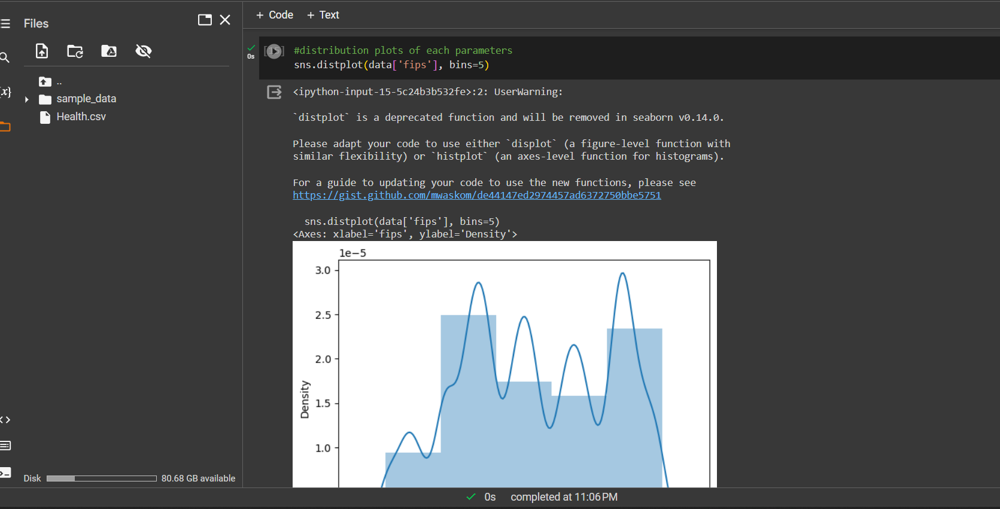 Files
+ Code + Text
..
sample_data
Health.csv
{x}
0s
#distribution plots of each parameters
sns.distplot(data['fips'], bins=5)
<ipython-input-15-5c24b3b532fe>:2: UserWarning:
`distplot` is a deprecated function and will be removed in seaborn v0.14.0.
Please adapt your code to use either `displot` (a figure-level function with
similar flexibility) or `histplot` (an axes-level function for histograms).
For a guide to updating your code to use the new functions, please see
https://gist.github.com/mwaskom/de44147ed2974457ad6372750bbe5751
sns.distplot(data['fips'], bins=5)
<Axes: xlabel='fips', ylabel='Density'>
1e−5
3.0
2.5
2.0
1.5
1.0
Density
Disk
80.68 GB available
0s completed at 11:06 PM